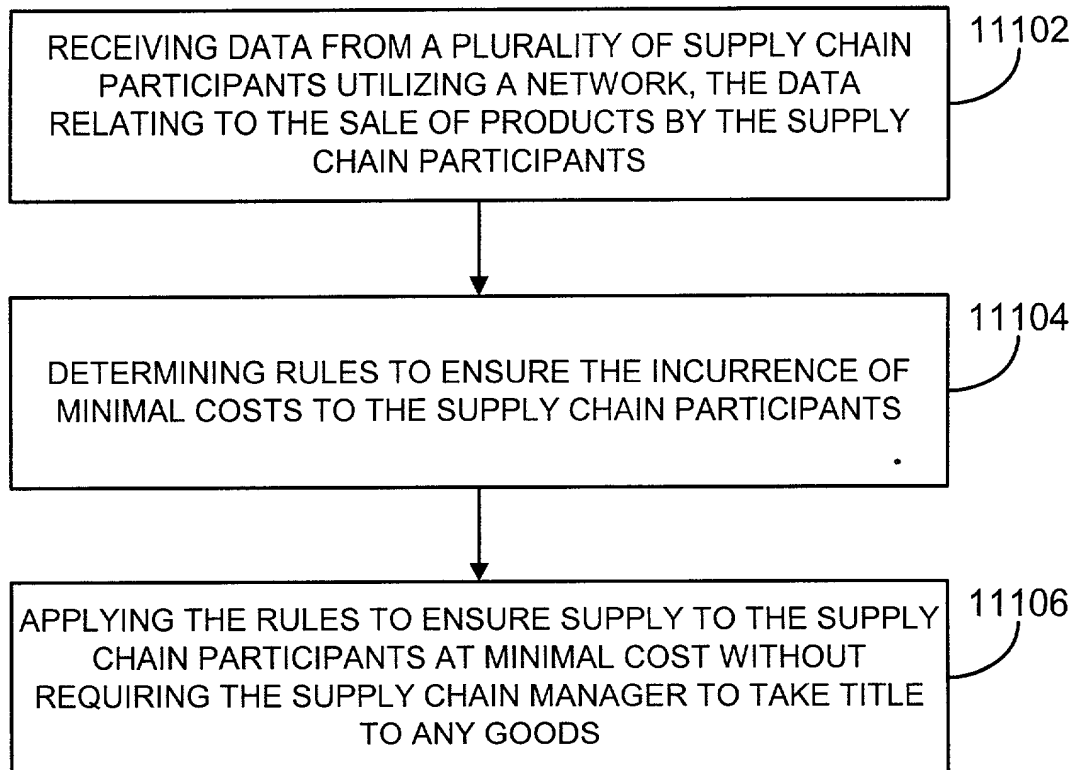 RECEIVING DATA FROM A PLURALITY OF SUPPLY CHAIN
PARTICIPANTS UTILIZING A NETWORK, THE DATA
RELATING TO THE SALE OF PRODUCTS BY THE SUPPLY
CHAIN PARTICIPANTS
11102
DETERMINING RULES TO ENSURE THE INCURRENCE OF
MINIMAL COSTS TO THE SUPPLY CHAIN PARTICIPANTS
11104
APPLYING THE RULES TO ENSURE SUPPLY TO THE SUPPLY
CHAIN PARTICIPANTS AT MINIMAL COST WITHOUT
REQUIRING THE SUPPLY CHAIN MANAGER TO TAKE TITLE
TO ANY GOODS
11106